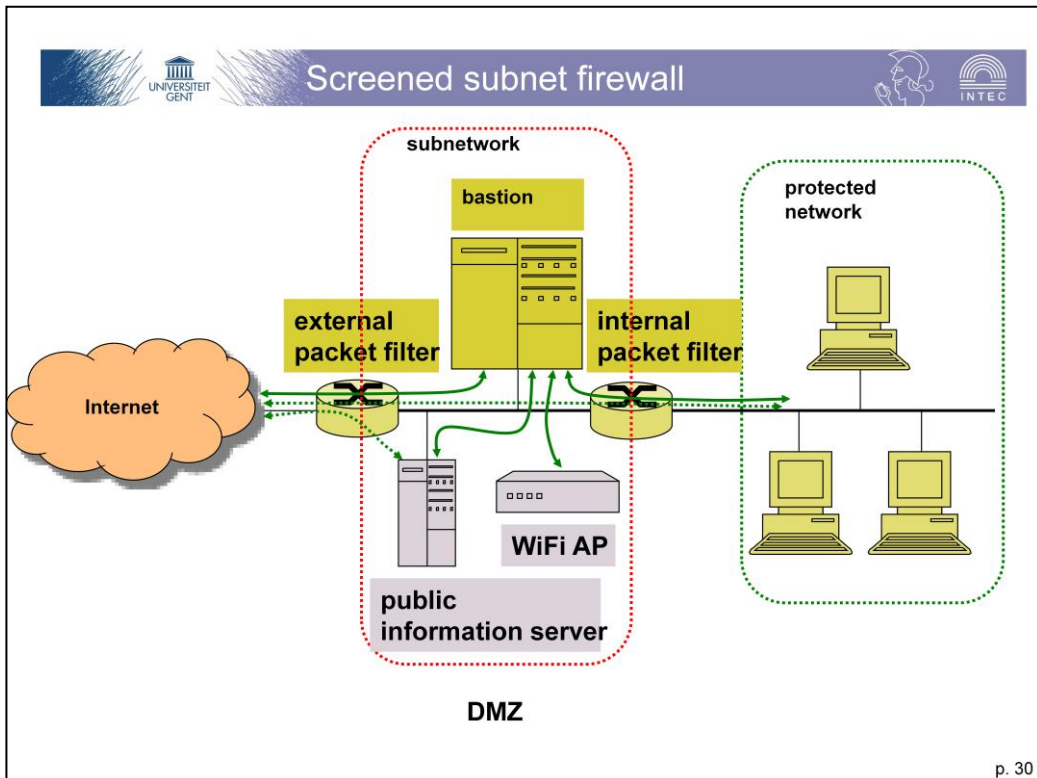 UNIVERSITEIT
GENT
Screened subnet firewall
INTEC
subnetwork
bastion
protected
network
external
packet filter
internal
packet filter
Internet
WiFi AP
public
information server
DMZ
p. 30